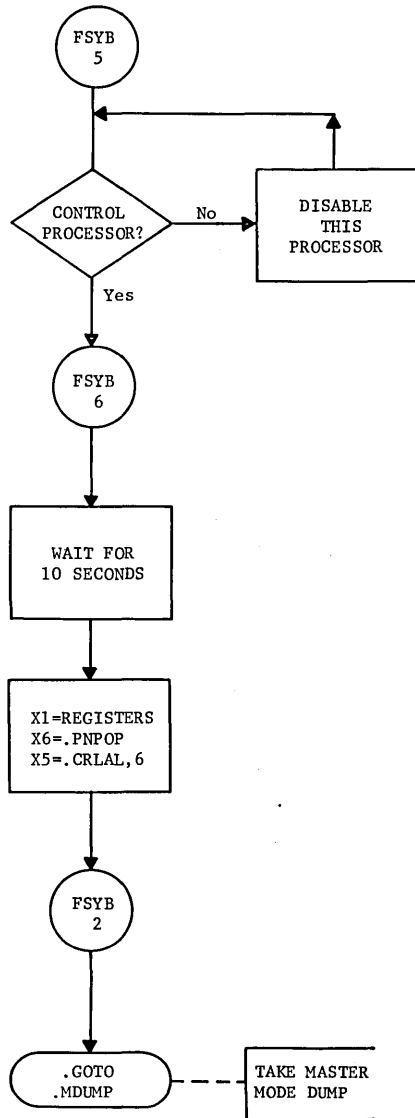 FSYB
5
CONTROL
PROCESSOR?
No
DISABLE
THIS
PROCESSOR
Yes
FSYB
6
WAIT FOR
10 SECONDS
X1=REGISTERS
X6=.PNPOP
X5=.CRLAL,6
FSYB
2
.GOTO
.MDUMP
TAKE MASTER
MODE DUMP